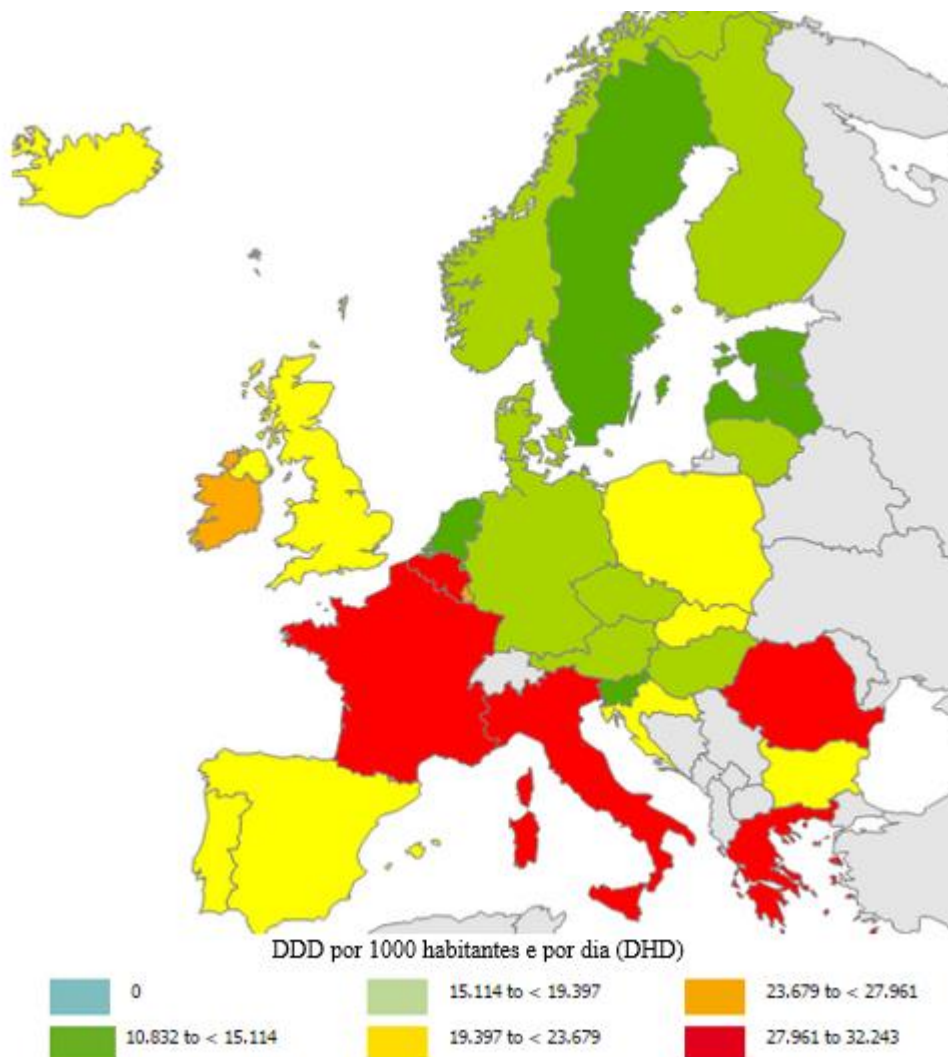 DDD por 1000 habitantes e por dia (DHD)
0
15.114 to < 19.397
23.679 to < 27.961
10.832 to < 15.114
19.397 to < 23.679
27.961 to 32.243